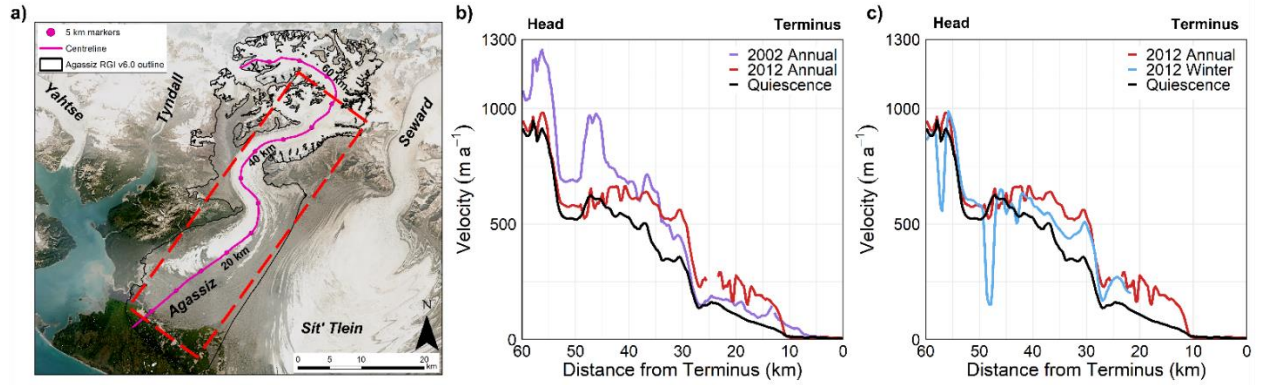 a)
5 km markers
Centreline
Agassiz RGI v6.0 outline
Yahtse
Tyndall
Seward
60 km
40 km
20 km
Agassiz
Sít' Tlein
N
0 5 10 20
km
b)
Head Terminus
1300
1000
500
0
Velocity (m a⁻¹)
2002 Annual
2012 Annual
Quiescence
60 50 40 30 20 10 0
Distance from Terminus (km)
c)
Head Terminus
1300
1000
500
0
Velocity (m a⁻¹)
2012 Annual
2012 Winter
Quiescence
60 50 40 30 20 10 0
Distance from Terminus (km)